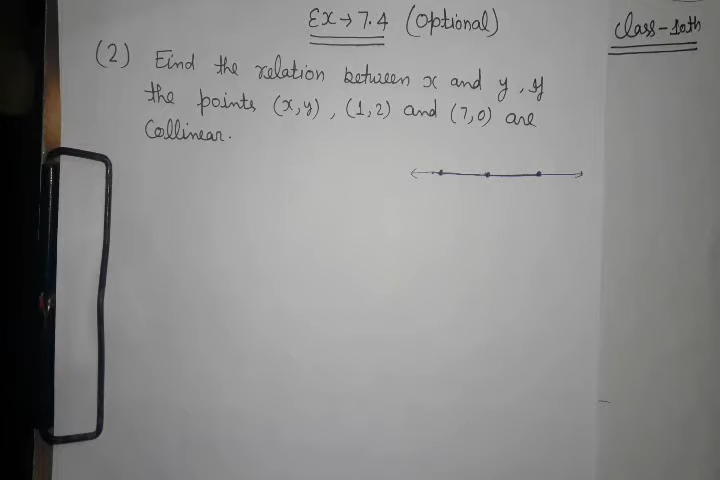 Ex → 7.4 (Optional)
Class-10th
(2) Find the relation between x and y, if
the points (x,y), (1,2) and (7,0) are
Collinear.